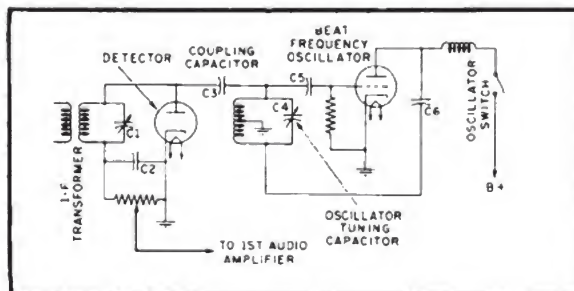 BEAT
FREQUENCY
OSCILLATOR
COUPLING
CAPACITOR
DETECTOR
C3
C5
C1
C4
C6
C2
I-F
TRANSFORMER
OSCILLATOR
SWITCH
B+
OSCILLATOR
TUNING
CAPACITOR
TO 1ST AUDIO
AMPLIFIER